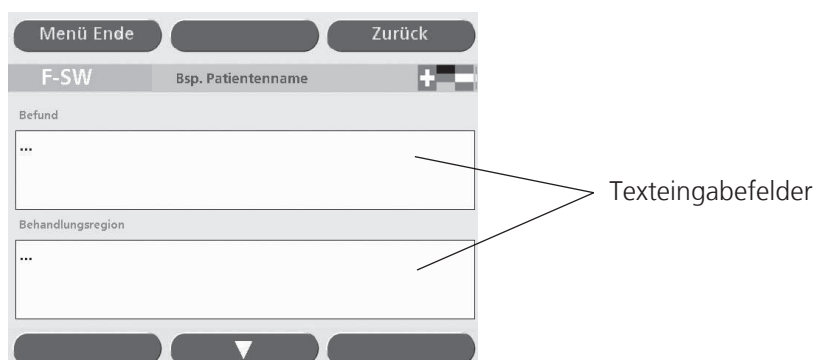 Menü Ende Zurück
F-SW Bsp. Patientenname
Befund
...
Texteingabefelder
Behandlungsregion
...